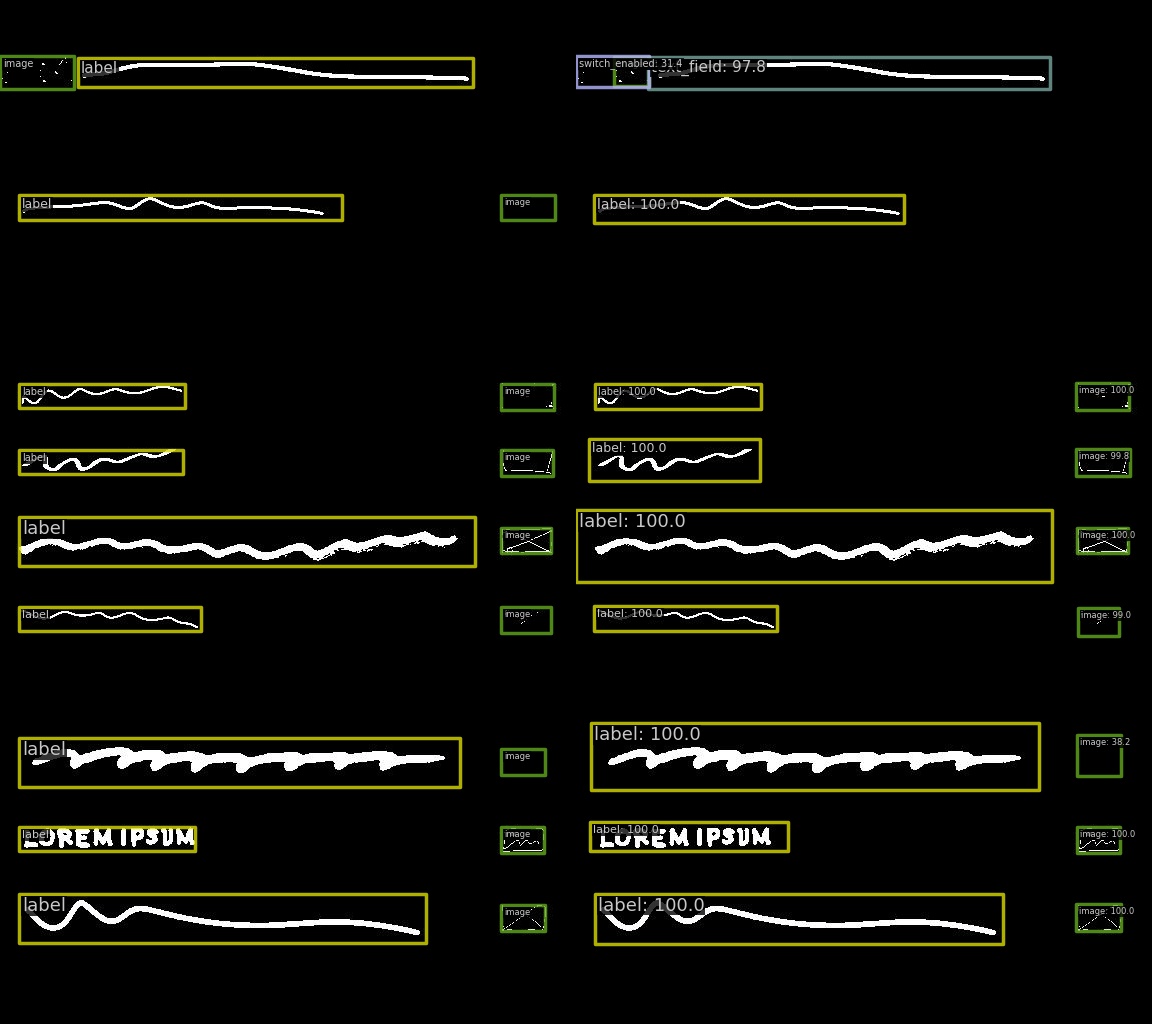 image label switch_enabled: 31.4 text_field: 97.8
label image label: 100.0
label image label: 100.0 image: 100.0
label image label: 100.0 image: 99.8
label image label: 100.0 image: 100.0
label image label: 100.0 image: 99.0
label image label: 100.0 image: 38.2
label LOREM IPSUM image label: 100.0 LOREM IPSUM image: 100.0
label image label: 100.0 image: 100.0